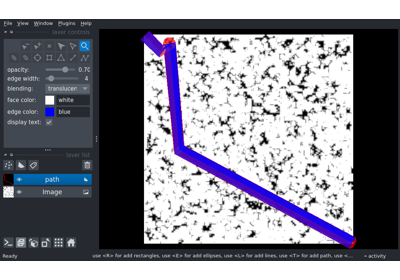 File View Window Plugins Help
layer controls
opacity: 0.70
edge width: 4
blending: translucen
face color: white
edge color: blue
display text:
layer list
path
Image
Ready
use <R> for add rectangles, use <E> for add ellipses, use <L> for add lines, use <T> for add path, use <...
activity